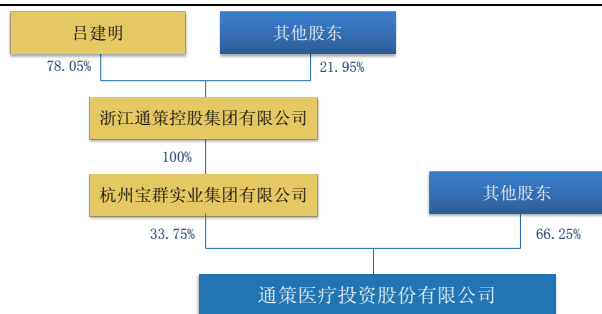 吕建明
其他股东
78.05%
21.95%
浙江通策控股集团有限公司
100%
杭州宝群实业集团有限公司
其他股东
33.75%
66.25%
通策医疗投资股份有限公司